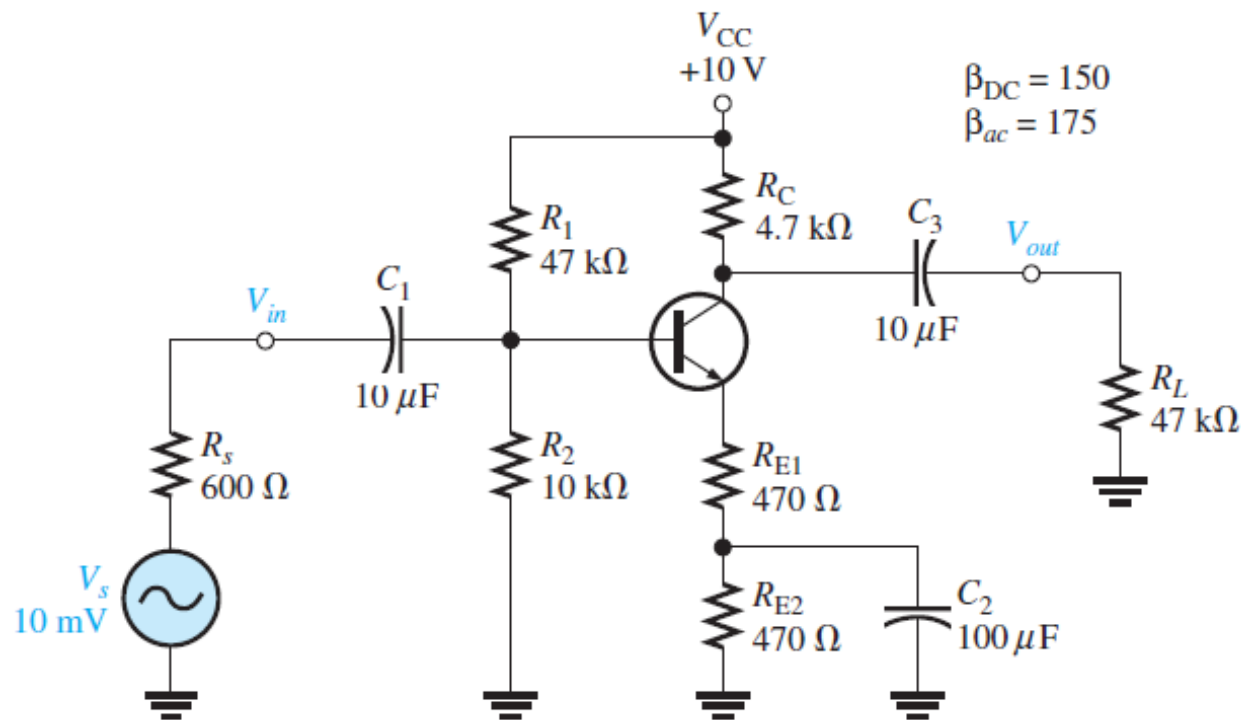 V_CC
+10 V
β_DC = 150
β_ac = 175
R_C
4.7 kΩ
C_3
V_out
10 μF
R_1
47 kΩ
C_1
V_in
10 μF
R_L
47 kΩ
R_s
600 Ω
R_2
10 kΩ
R_E1
470 Ω
V_s
10 mV
R_E2
470 Ω
C_2
100 μF